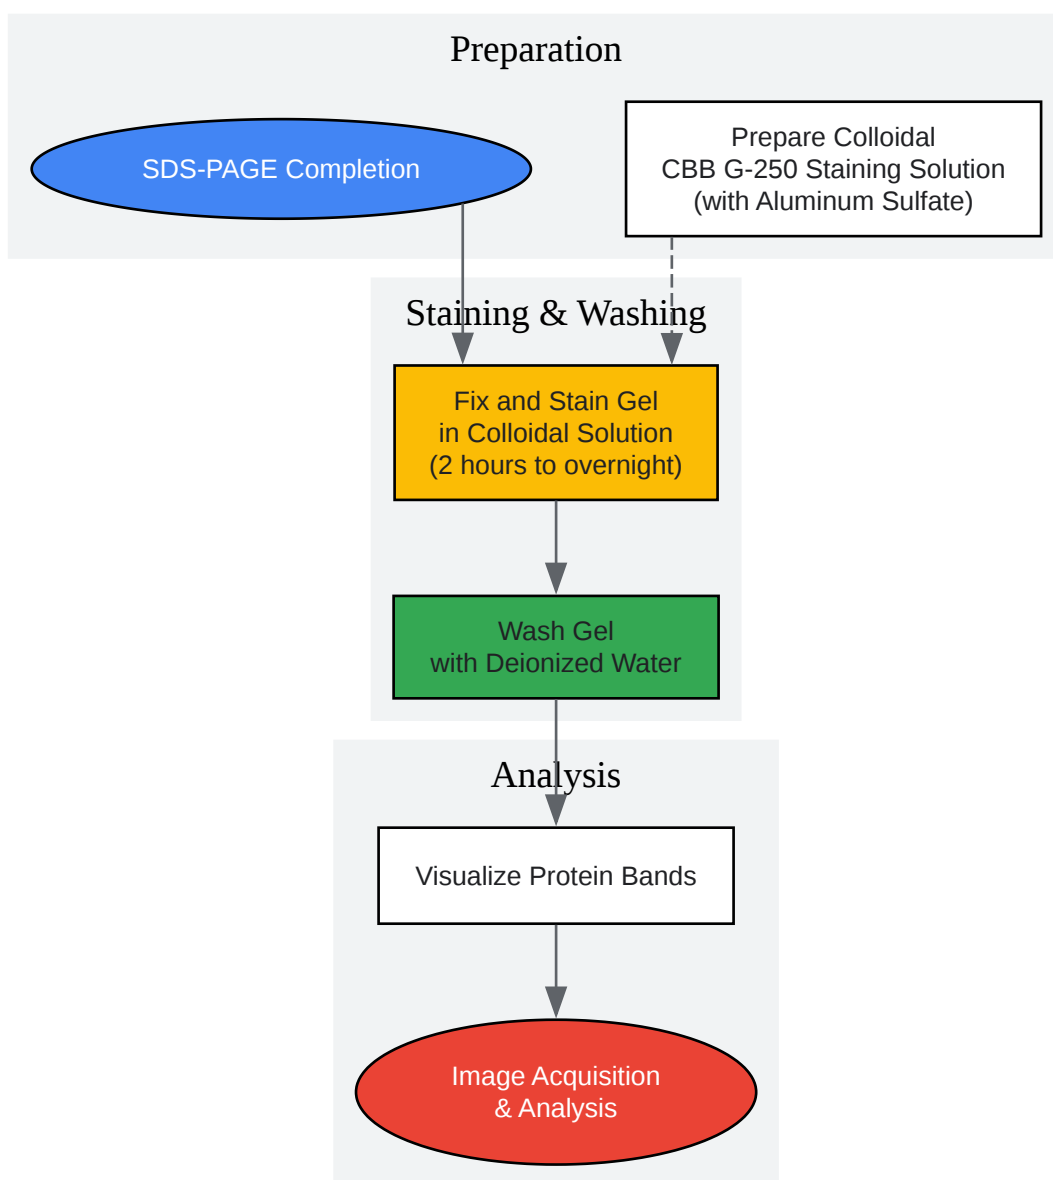 Preparation
SDS-PAGE Completion
Prepare Colloidal
CBB G-250 Staining Solution
(with Aluminum Sulfate)
Staining & Washing
Fix and Stain Gel
in Colloidal Solution
(2 hours to overnight)
Wash Gel
with Deionized Water
Analysis
Visualize Protein Bands
Image Acquisition
& Analysis